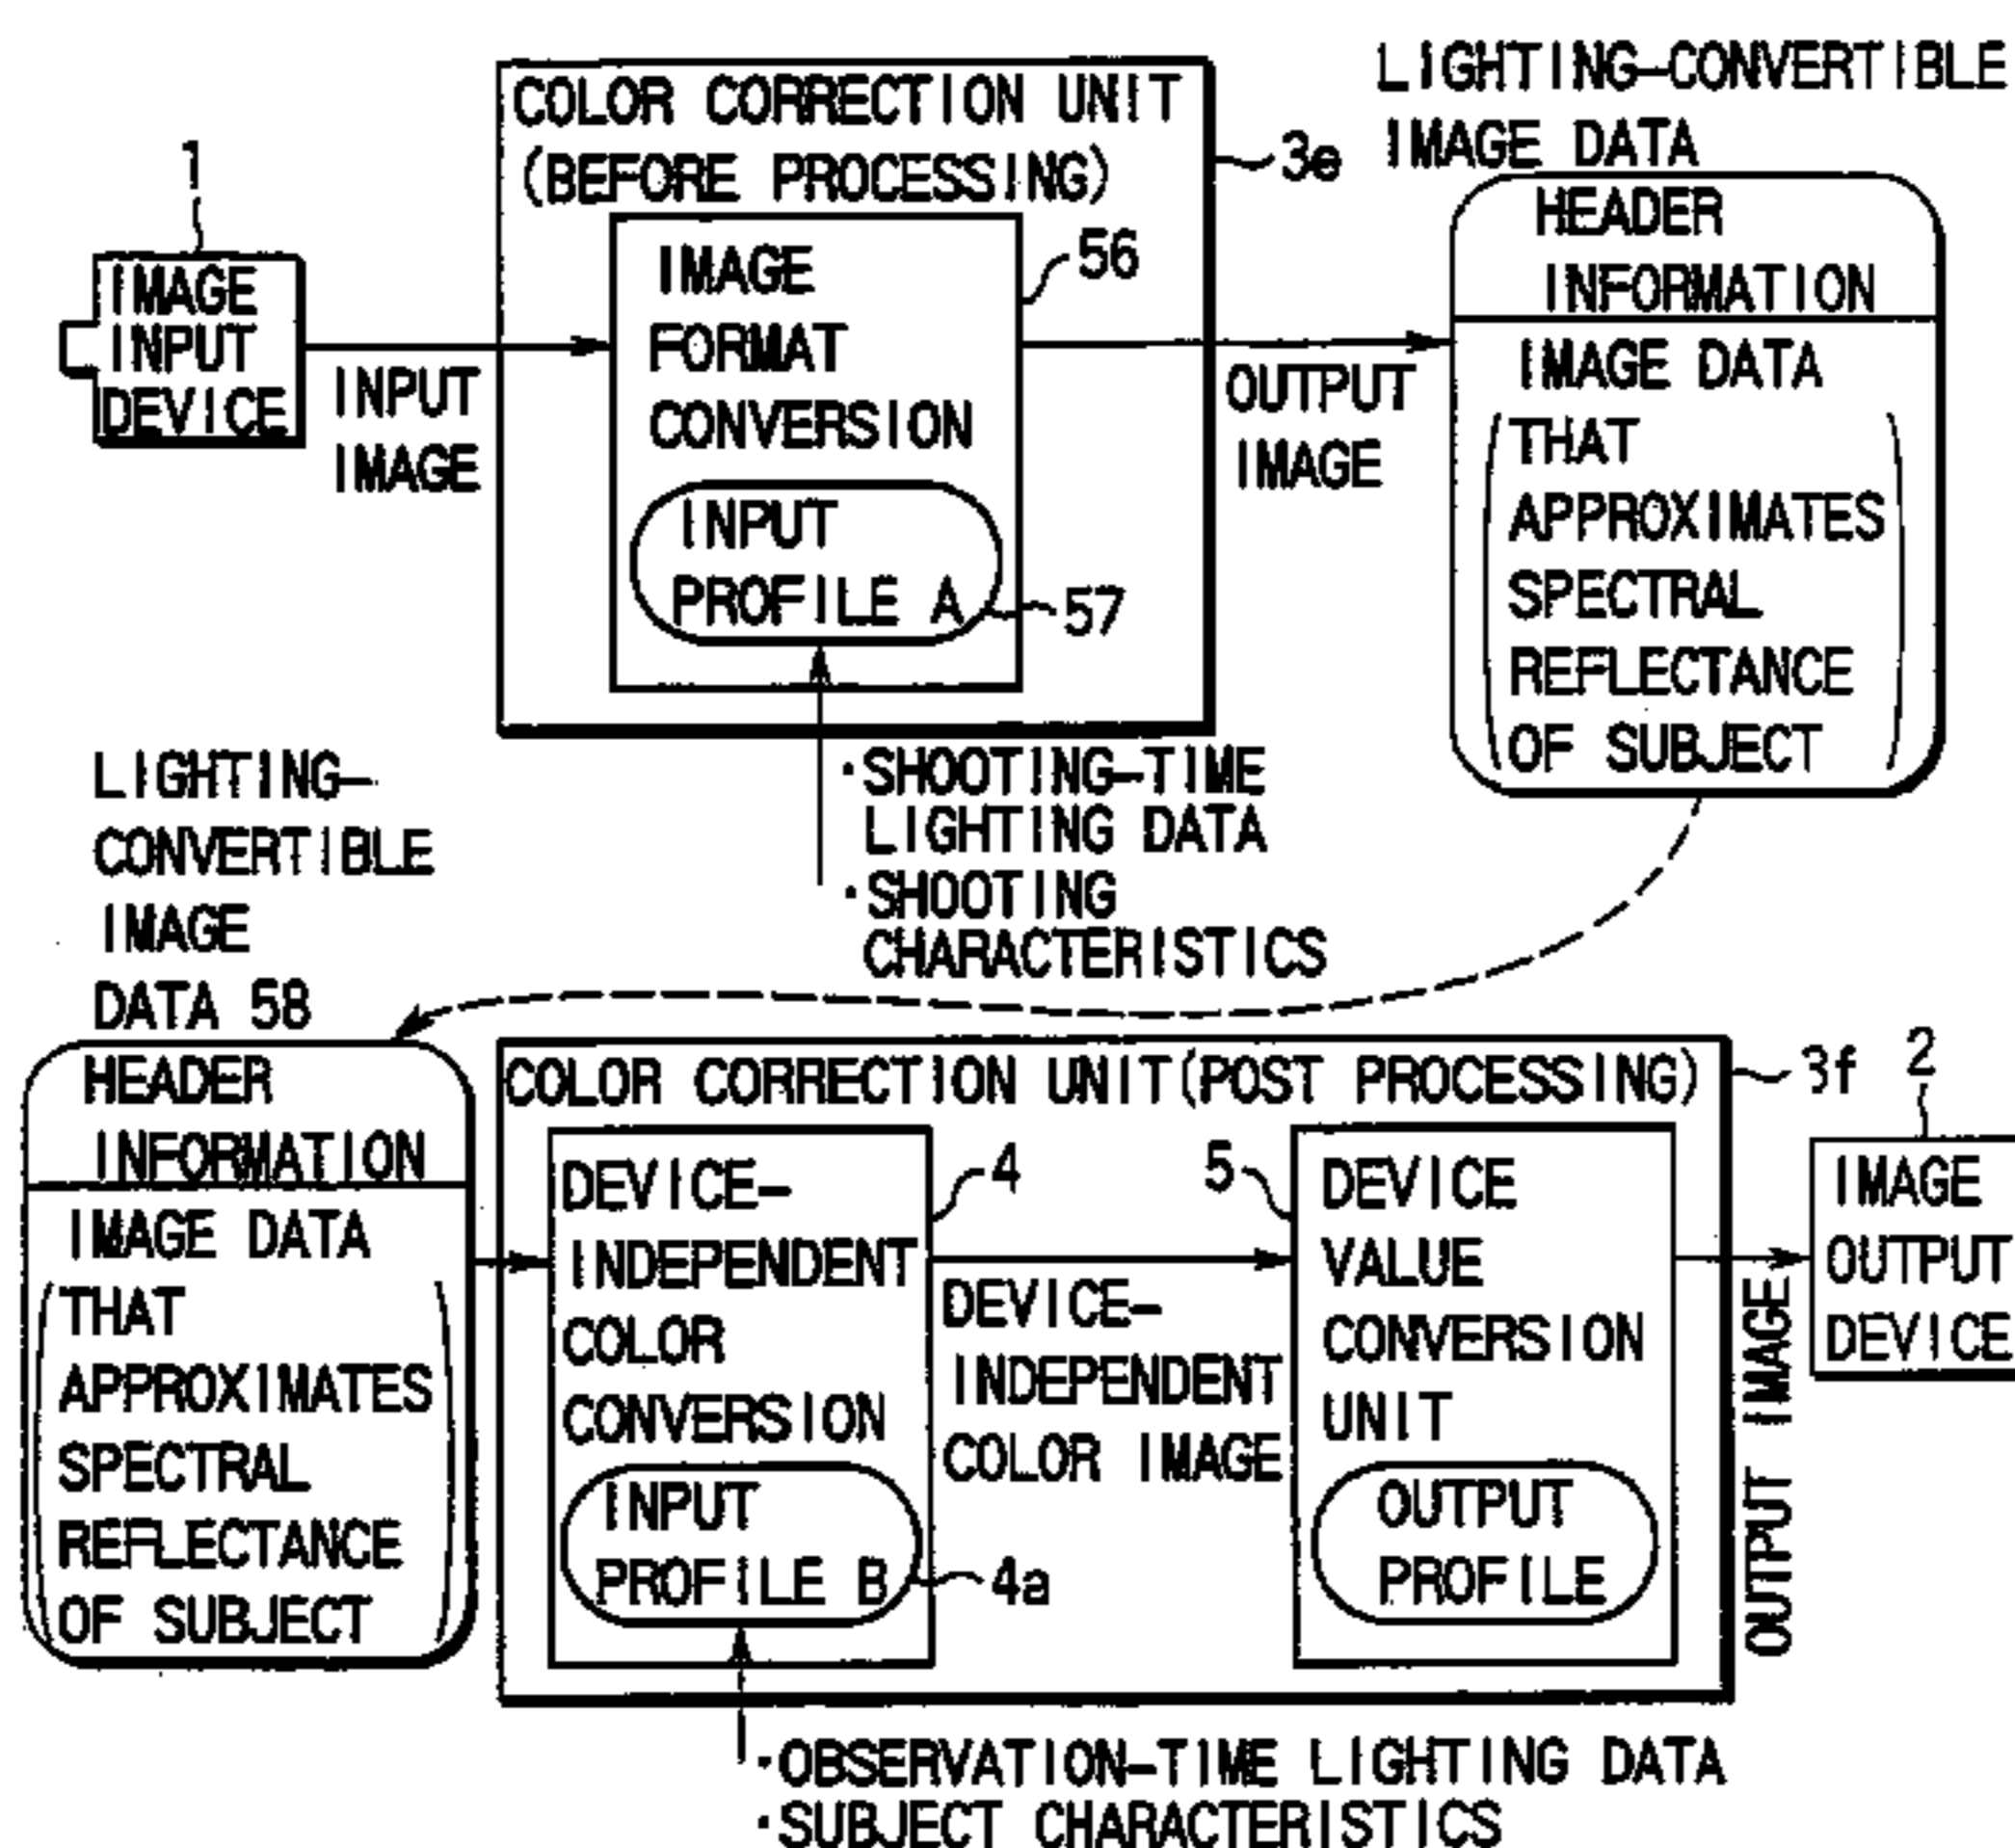 1
IMAGE
INPUT
DEVICE
INPUT
IMAGE
COLOR CORRECTION UNIT
(BEFORE PROCESSING)
3e
IMAGE
FORMAT
CONVERSION
56
INPUT
PROFILE A
57
·SHOOTING-TIME
LIGHTING DATA
·SHOOTING
CHARACTERISTICS
OUTPUT
IMAGE
LIGHTING-CONVERTIBLE
IMAGE DATA
HEADER
INFORMATION
IMAGE DATA
(THAT
APPROXIMATES
SPECTRAL
REFLECTANCE
OF SUBJECT)
LIGHTING-
CONVERTIBLE
IMAGE
DATA 58
HEADER
INFORMATION
IMAGE DATA
(THAT
APPROXIMATES
SPECTRAL
REFLECTANCE
OF SUBJECT)
COLOR CORRECTION UNIT(POST PROCESSING)
3f
DEVICE-
INDEPENDENT
COLOR
CONVERSION
4
INPUT
PROFILE B
4a
·OBSERVATION-TIME LIGHTING DATA
·SUBJECT CHARACTERISTICS
DEVICE-
INDEPENDENT
COLOR IMAGE
5
DEVICE
VALUE
CONVERSION
UNIT
OUTPUT
PROFILE
OUTPUT IMAGE
2
IMAGE
OUTPUT
DEVICE